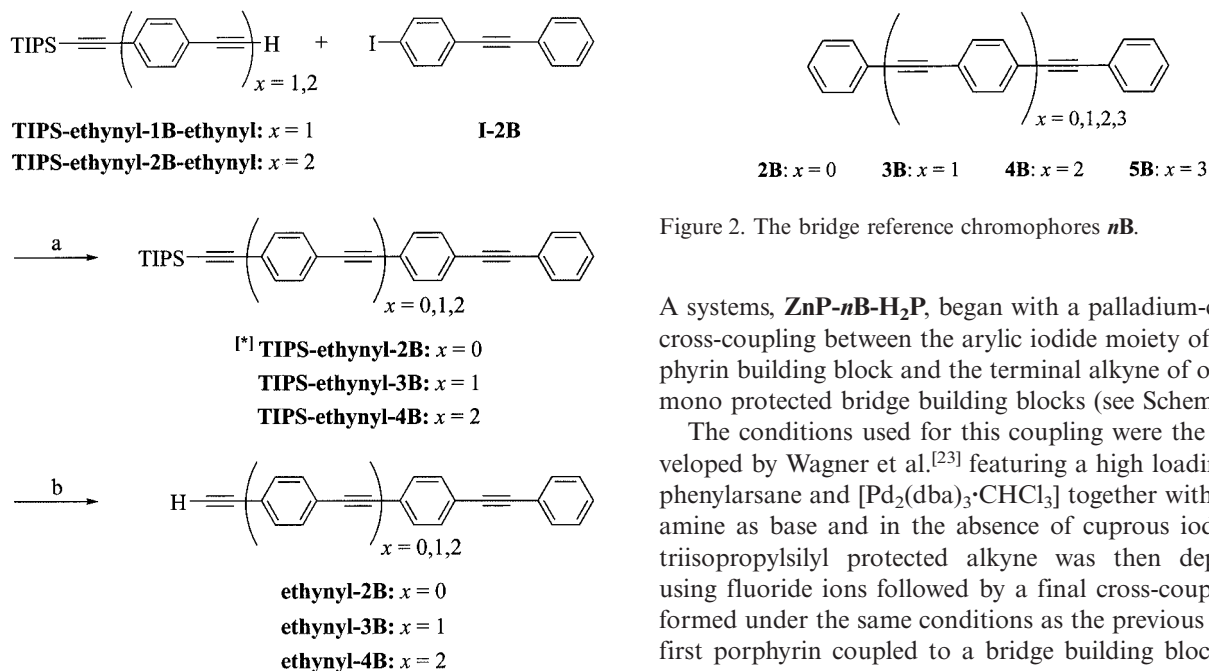 TIPS
H
+
I
x = 1,2
TIPS-ethynyl-1B-ethynyl: x = 1
TIPS-ethynyl-2B-ethynyl: x = 2
I-2B
a
TIPS
x = 0,1,2
[*] TIPS-ethynyl-2B: x = 0
TIPS-ethynyl-3B: x = 1
TIPS-ethynyl-4B: x = 2
b
H
x = 0,1,2
ethynyl-2B: x = 0
ethynyl-3B: x = 1
ethynyl-4B: x = 2
x = 0,1,2,3
2B: x = 0 3B: x = 1 4B: x = 2 5B: x = 3
Figure 2. The bridge reference chromophores nB.
A systems, ZnP-nB-H₂P, began with a palladium-c
cross-coupling between the arylic iodide moiety of
phyrin building block and the terminal alkyne of o
mono protected bridge building blocks (see Schem
The conditions used for this coupling were the
veloped by Wagner et al.[23] featuring a high loadin
phenylarsane and [Pd₂(dba)₃·CHCl₃] together with
amine as base and in the absence of cuprous iod
triisopropylsilyl protected alkyne was then dep
using fluoride ions followed by a final cross-coup
formed under the same conditions as the previous
first porphyrin coupled to a bridge building bloc